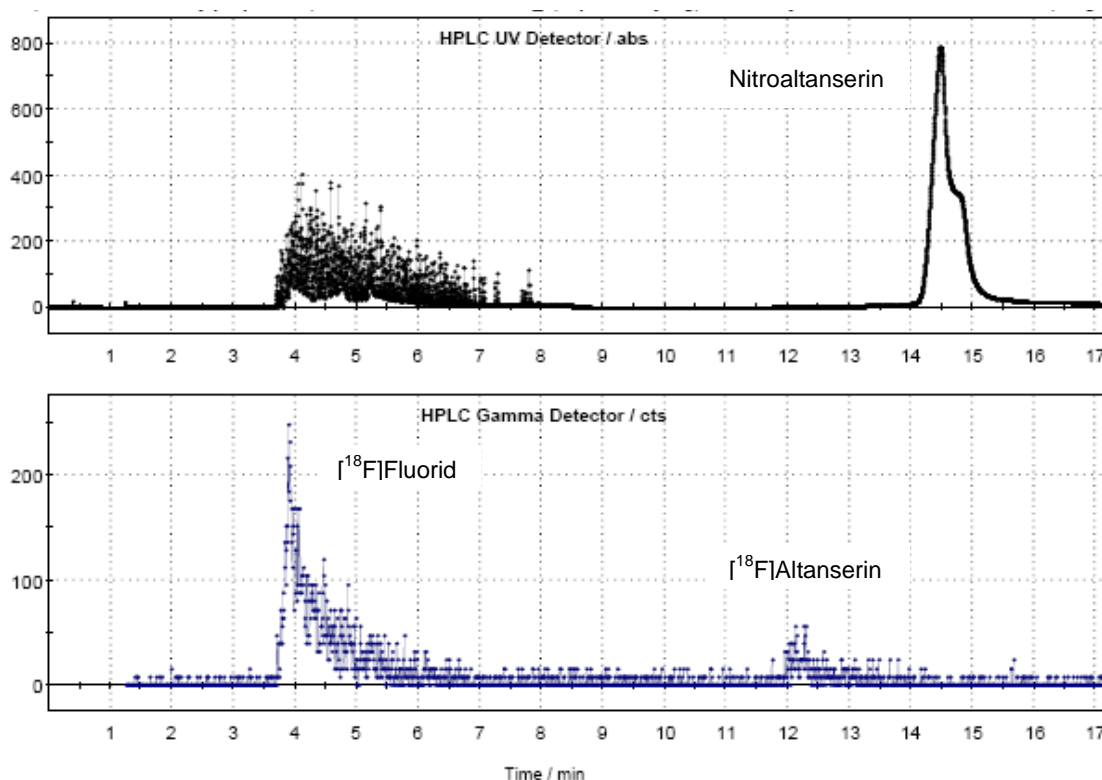 HPLC UV Detector / abs
Nitroaltanserin
800
600
400
200
0
1 2 3 4 5 6 7 8 9 10 11 12 13 14 15 16 17
HPLC Gamma Detector / cts
[¹⁸F]Fluorid
[¹⁸F]Altanserin
200
100
0
1 2 3 4 5 6 7 8 9 10 11 12 13 14 15 16 17
Time / min